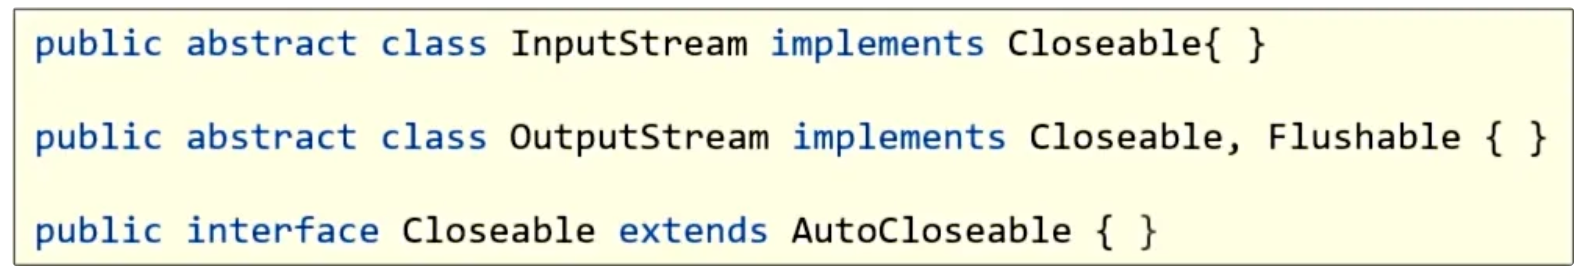 public abstract class InputStream implements Closeable{ }
public abstract class OutputStream implements Closeable, Flushable { }
public interface Closeable extends AutoCloseable { }